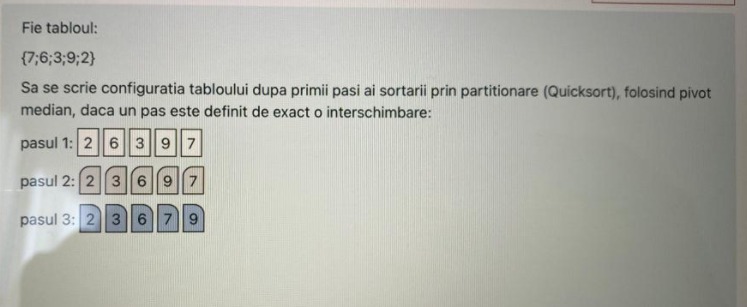 Fie tabloul:
{7;6;3;9;2}
Sa se scrie configuratia tabloului dupa primii pasi ai sortarii prin partitionare (Quicksort), folosind pivot
median, daca un pas este definit de exact o interschimbare:
pasul 1: 2 6 3 9 7
pasul 2: 2 3 6 9 7
pasul 3: 2 3 6 7 9